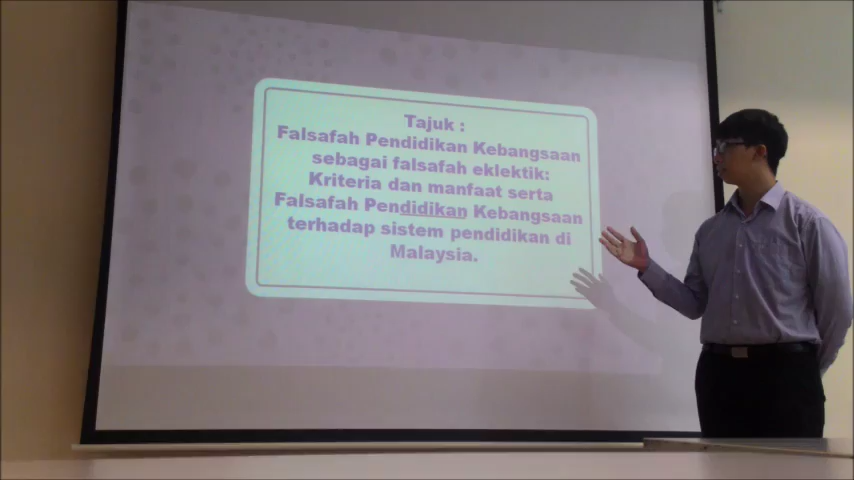 Tajuk :
Falsafah Pendidikan Kebangsaan
sebagai falsafah eklektik:
Kriteria dan manfaat serta
Falsafah Pendidikan Kebangsaan
terhadap sistem pendidikan di
Malaysia.